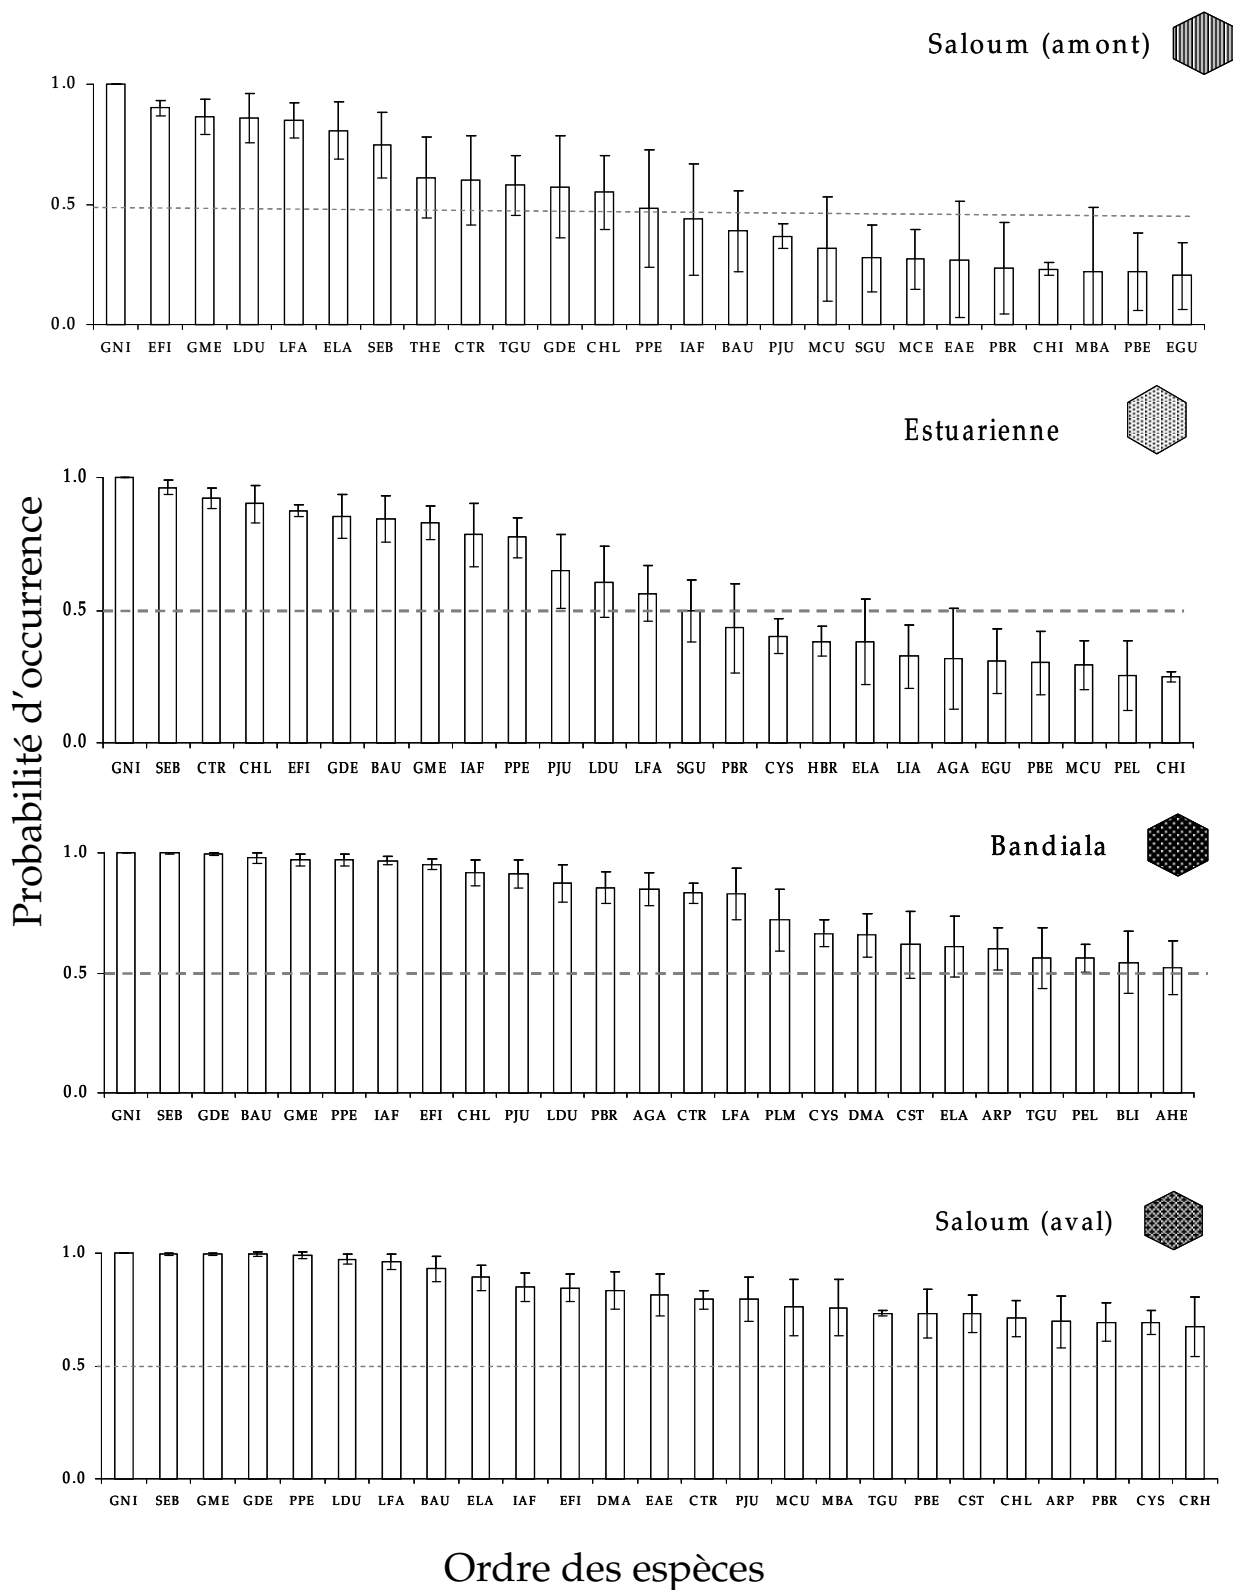 Saloum (amont)
1.0
0.5
0.0
GNI EFI GME LDU LFA ELA SEB THE CTR TGU GDE CHL PPE IAF BAU PJU MCU SGU MCE EAE PBR CHI MBA PBE EGU
Estuarienne
1.0
0.5
0.0
GNI SEB CTR CHL EFI GDE BAU GME IAF PPE PJU LDU LFA SGU PBR CYS HBR ELA LIA AGA EGU PBE MCU PEL CHI
Probabilité d'occurrence
Bandiala
1.0
0.5
0.0
GNI SEB GDE BAU GME PPE IAF EFI CHL PJU LDU PBR AGA CTR LFA PLM CYS DMA CST ELA ARP TGU PEL BLI AHE
Saloum (aval)
1.0
0.5
0.0
GNI SEB GME GDE PPE LDU LFA BAU ELA IAF EFI DMA EAE CTR PJU MCU MBA TGU PBE CST CHL ARP PBR CYS CRH
Ordre des espèces